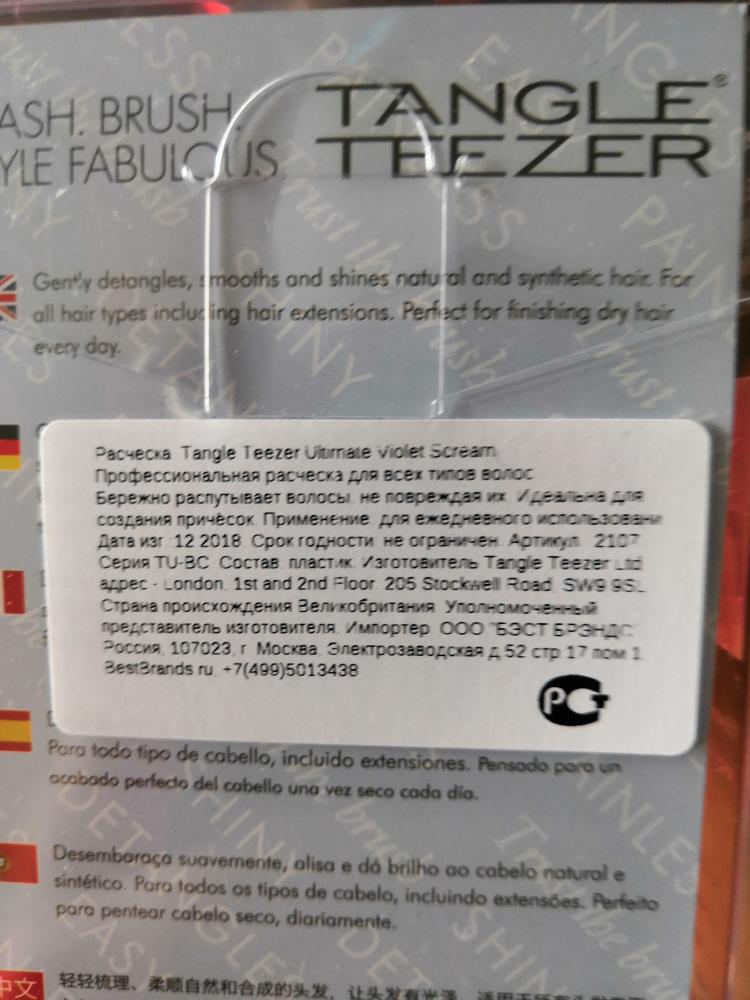 ASH. BRUSH.
YLE FABULOUS.
TANGLE
TEEZER®
Gently detangles, smooths and shines natural and synthetic hair. For
all hair types including hair extensions. Perfect for finishing dry hair
every day.
Расческа Tangle Teezer Ultimate Violet Scream
Профессиональная расческа для всех типов волос
Бережно распутывает волосы, не повреждая их. Идеальна для
создания причёсок. Применение: для ежедневного использовани
Дата изг. 12.2018. Срок годности: не ограничен. Артикул: 2107
Серия TU-BC. Состав: пластик. Изготовитель Tangle Teezer Ltd,
адрес - London, 1st and 2nd Floor, 205 Stockwell Road, SW9 9SL
Страна происхождения Великобритания. Уполномоченный
представитель изготовителя, Импортер: ООО "БЭСТ БРЭНДС"
Россия, 107023, г. Москва, Электрозаводская д.52 стр.17 пом 1
BestBrands.ru, +7(499)5013438
РСТ
Para todo tipo de cabello, incluido extensiones. Pensado para un
acabado perfecto del cabello una vez seco cada día.
Desembaraça suavemente, alisa e dá brilho ao cabelo natural e
sintético. Para todos os tipos de cabelo, incluindo extensões. Perfeito
para pentear cabelo seco, diariamente.
中文
轻轻梳理、柔顺自然和合成的头发，让头发有光泽。适用于所有